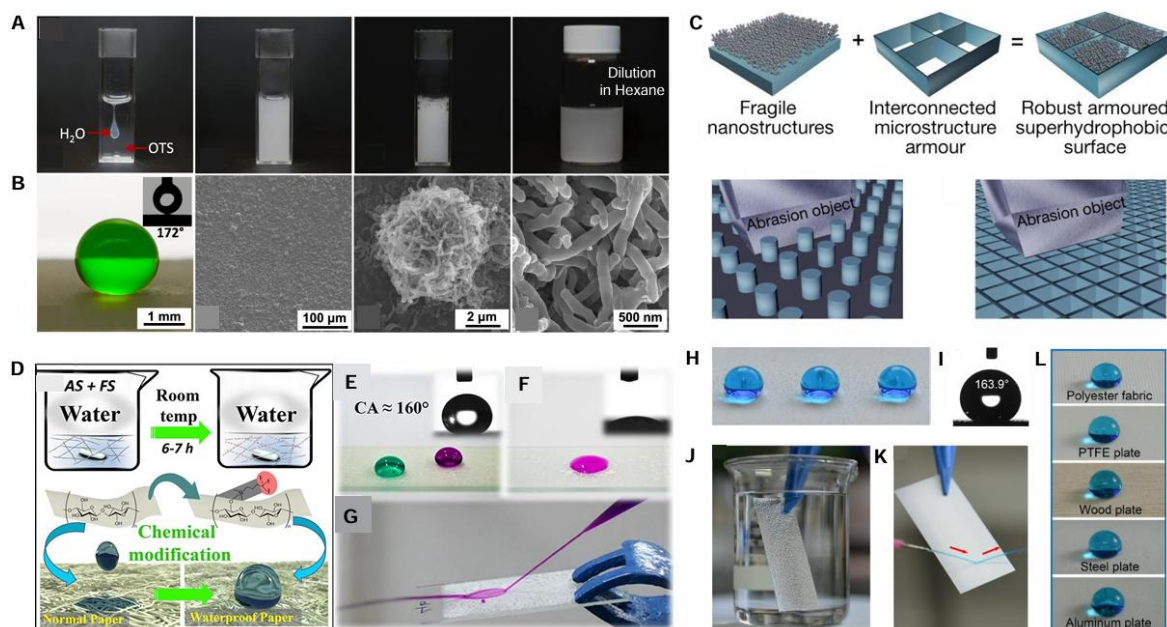 A
H₂O
OTS
Dilution
in Hexane
B
172°
1 mm
100 µm
2 µm
500 nm
C
+
=
Fragile
nanostructures
Interconnected
microstructure
armour
Robust armoured
superhydrophobic
surface
Abrasion object
Abrasion object
D
AS + FS
Water
Room
temp
6-7 h
Water
Chemical
modification
Normal Paper
Waterproof Paper
E
CA ≈ 160°
F
G
H
I
163.9°
J
K
L
Polyester fabric
PTFE plate
Wood plate
Steel plate
Aluminum plate